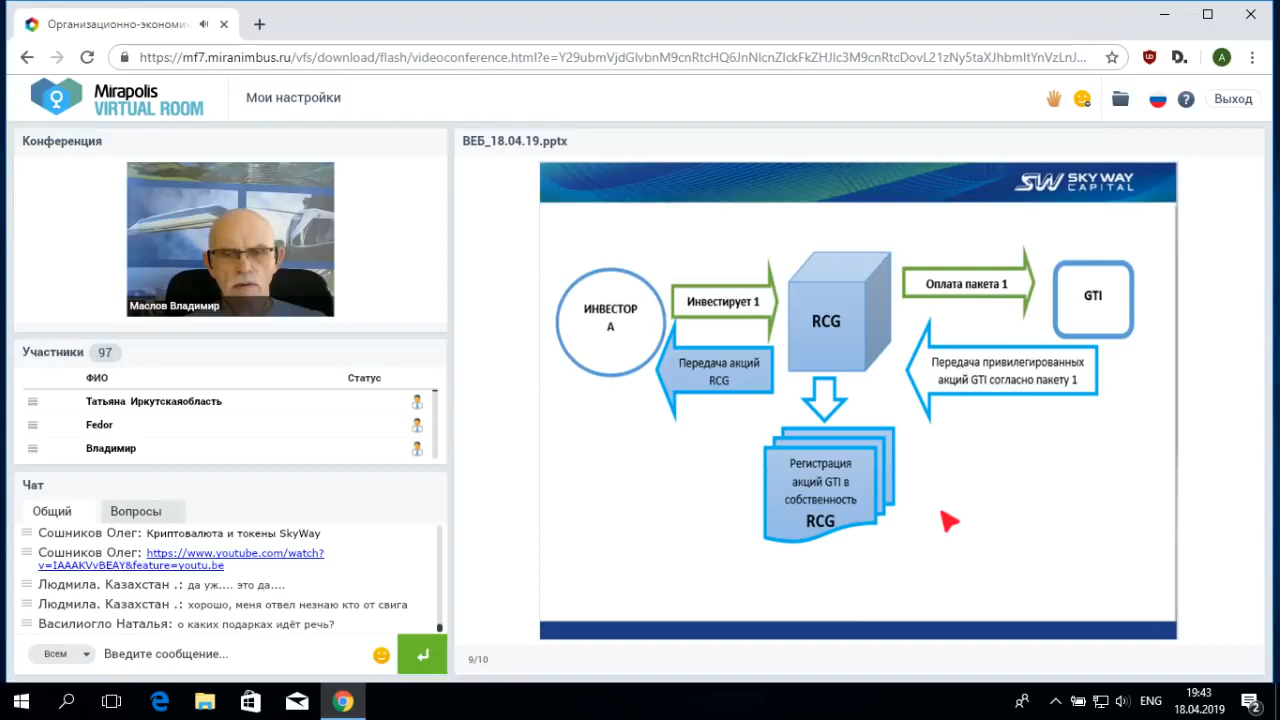 Организационно-экономич
https://mf7.miranimbus.ru/vfs/download/flash/videoconference.html?e=Y29ubmVjdGlvbnM9cnRtcHQ6JnNlcnZlckFkZHJlc3M9cnRtcDovL21zNy5taXJhbmltYnVzLnJ...
Mirapolis
VIRTUAL ROOM
Мои настройки
Выход
Конференция
Маслов Владимир
Участники 97
ФИО Статус
Татьяна Иркутскаяобласть
Fedor
Владимир
Чат
Общий Вопросы
Сошников Олег: Криптовалюта и токены SkyWay
Сошников Олег: https://www.youtube.com/watch?
v=IAAAKVvBEAY&feature=youtu.be
Людмила. Казахстан .: да уж.... это да....
Людмила. Казахстан .: хорошо, меня отвел незнаю кто от свига
Василиогло Наталья: о каких подарках идёт речь?
Всем Введите сообщение...
ВЕБ_18.04.19.pptx
SW SKY WAY
CAPITAL
ИНВЕСТОР
А
Инвестирует 1
Передача акций
RCG
RCG
Оплата пакета 1
GTI
Передача привилегированных
акций GTI согласно пакету 1
Регистрация
акций GTI в
собственность
RCG
9/10
ENG
19:43
18.04.2019
2